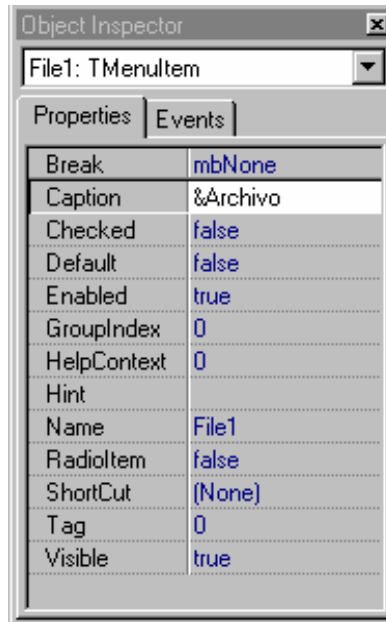 Object Inspector
File1: TMenuItem
Properties Events
Break mbNone
Caption &Archivo
Checked false
Default false
Enabled true
GroupIndex 0
HelpContext 0
Hint
Name File1
RadioItem false
ShortCut (None)
Tag 0
Visible true